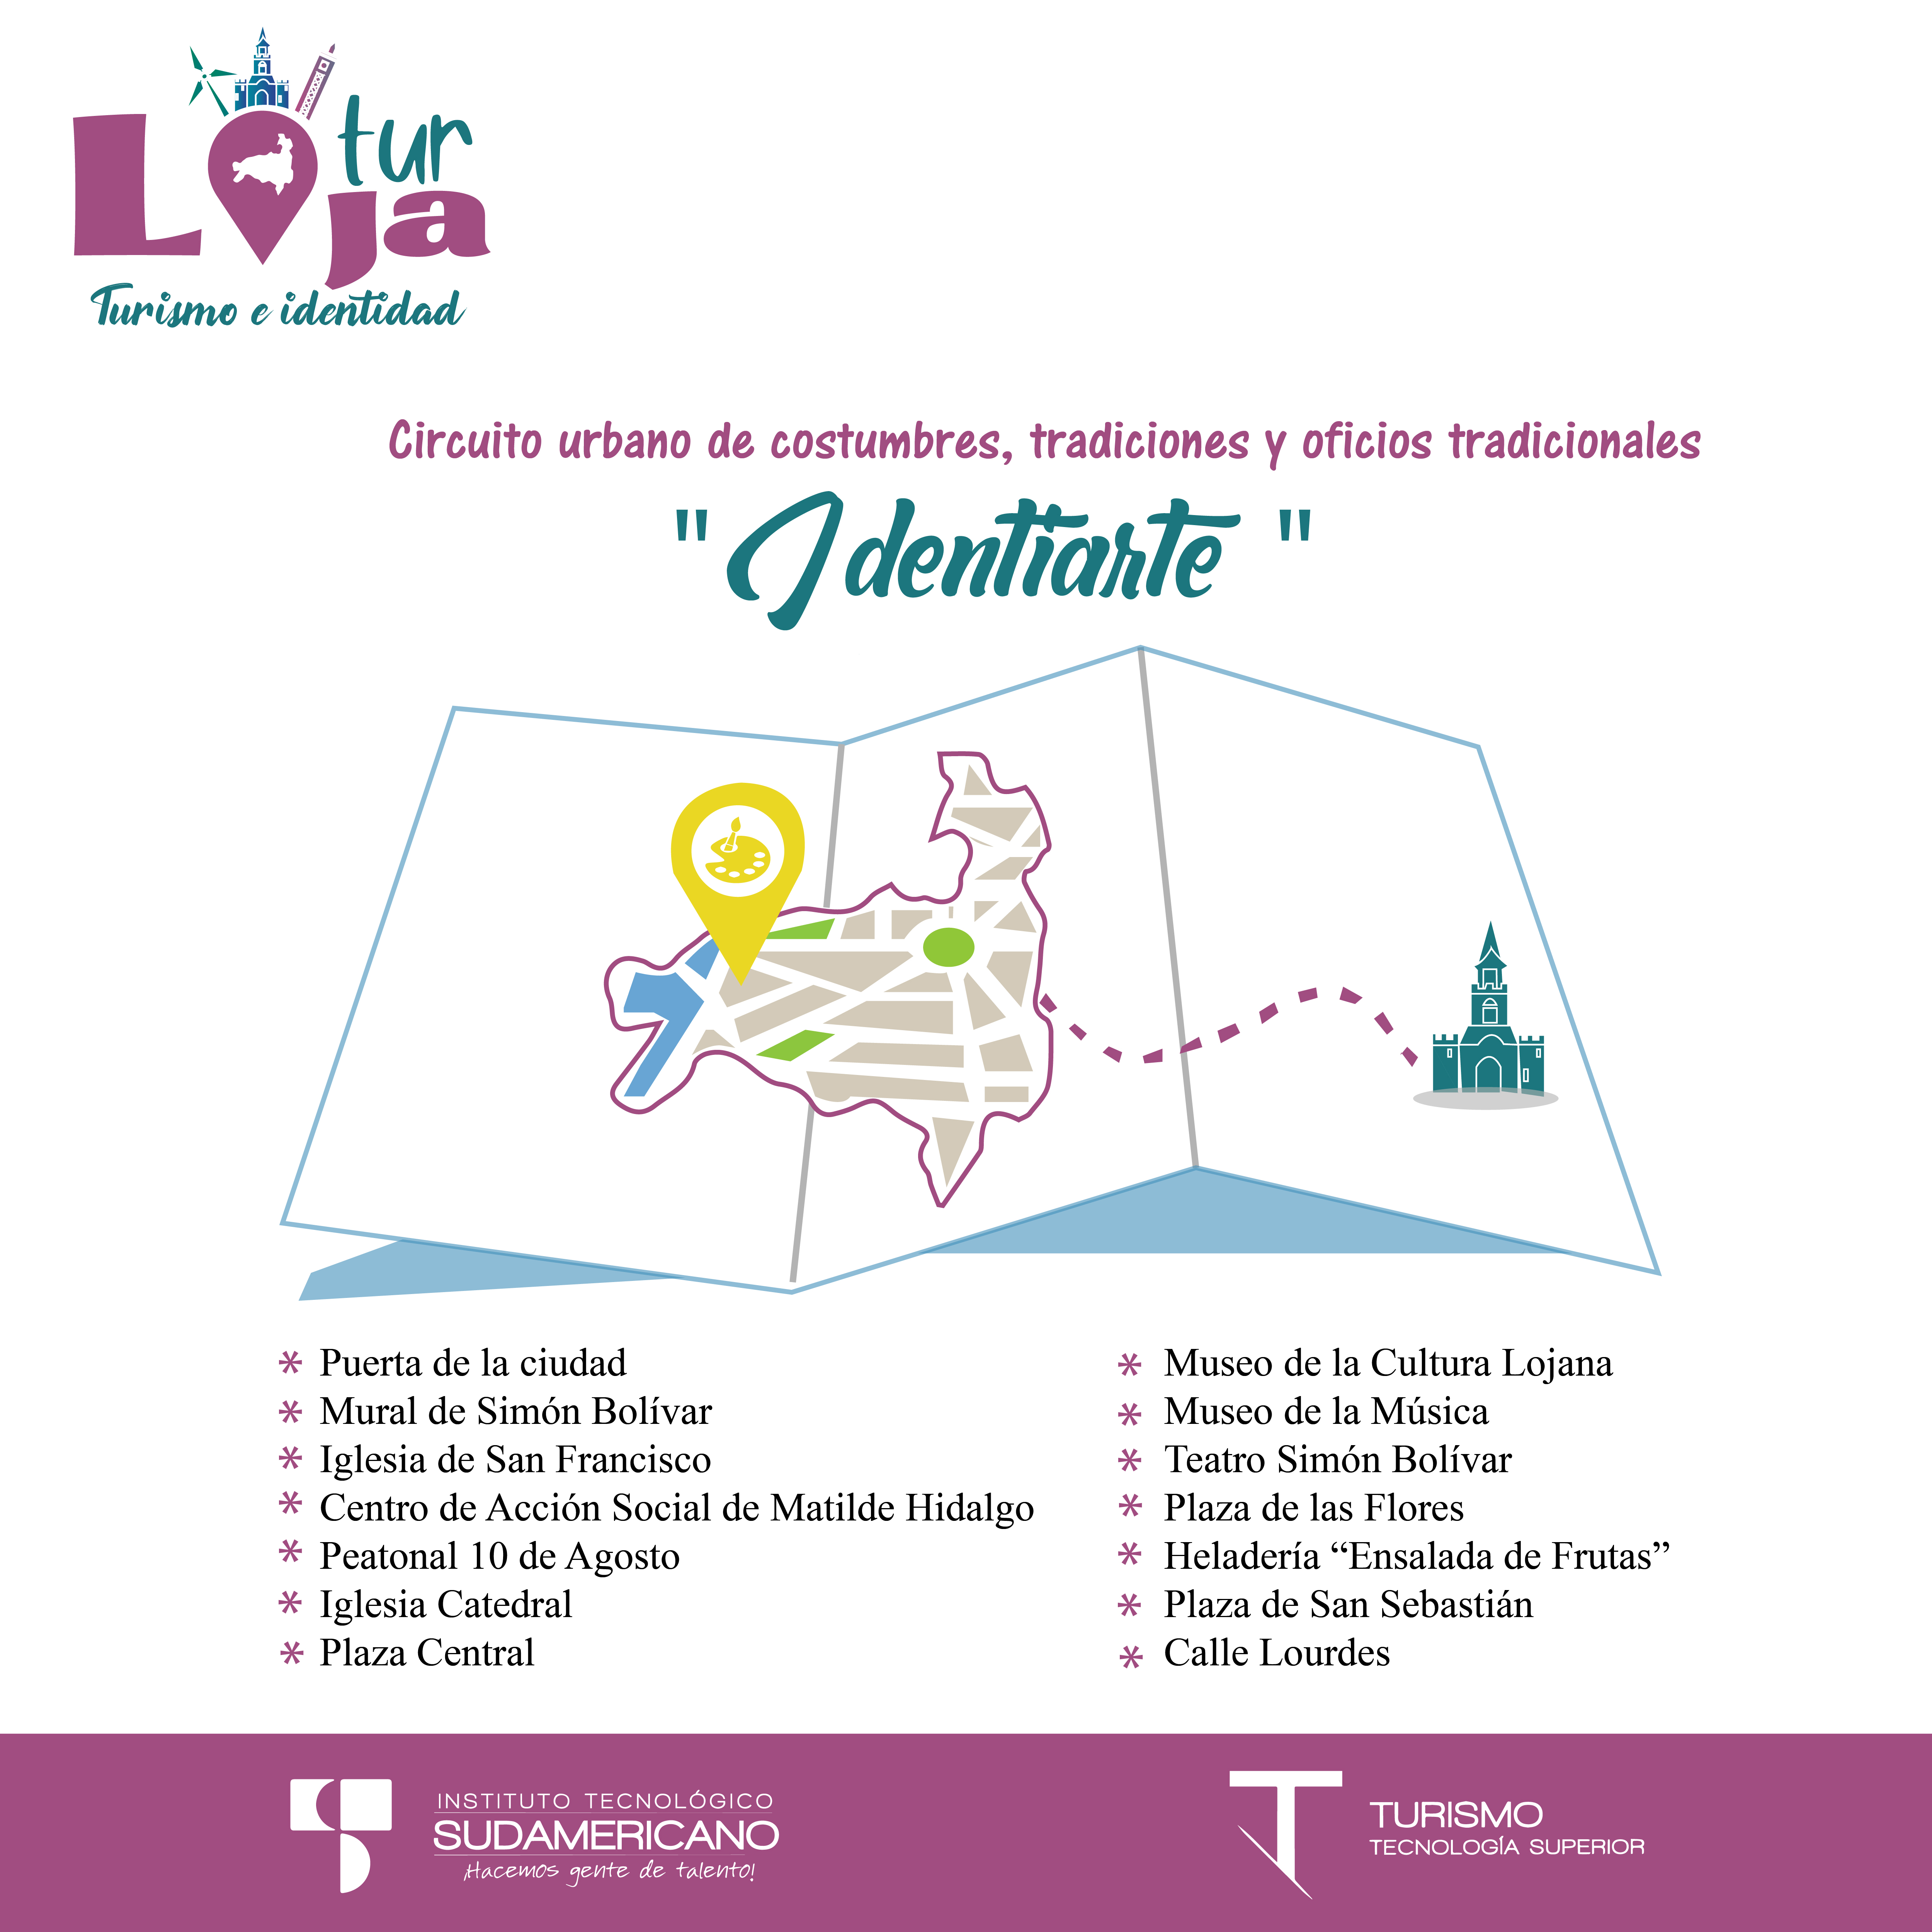 Loja tur
Turismo e identidad
Circuito urbano de costumbres, tradiciones y oficios tradicionales
" Identiarte "
* Puerta de la ciudad
* Mural de Simón Bolívar
* Iglesia de San Francisco
* Centro de Acción Social de Matilde Hidalgo
* Peatonal 10 de Agosto
* Iglesia Catedral
* Plaza Central
* Museo de la Cultura Lojana
* Museo de la Música
* Teatro Simón Bolívar
* Plaza de las Flores
* Heladería “Ensalada de Frutas”
* Plaza de San Sebastián
* Calle Lourdes
INSTITUTO TECNOLÓGICO
SUDAMERICANO
¡Hacemos gente de talento!
TURISMO
TECNOLOGÍA SUPERIOR